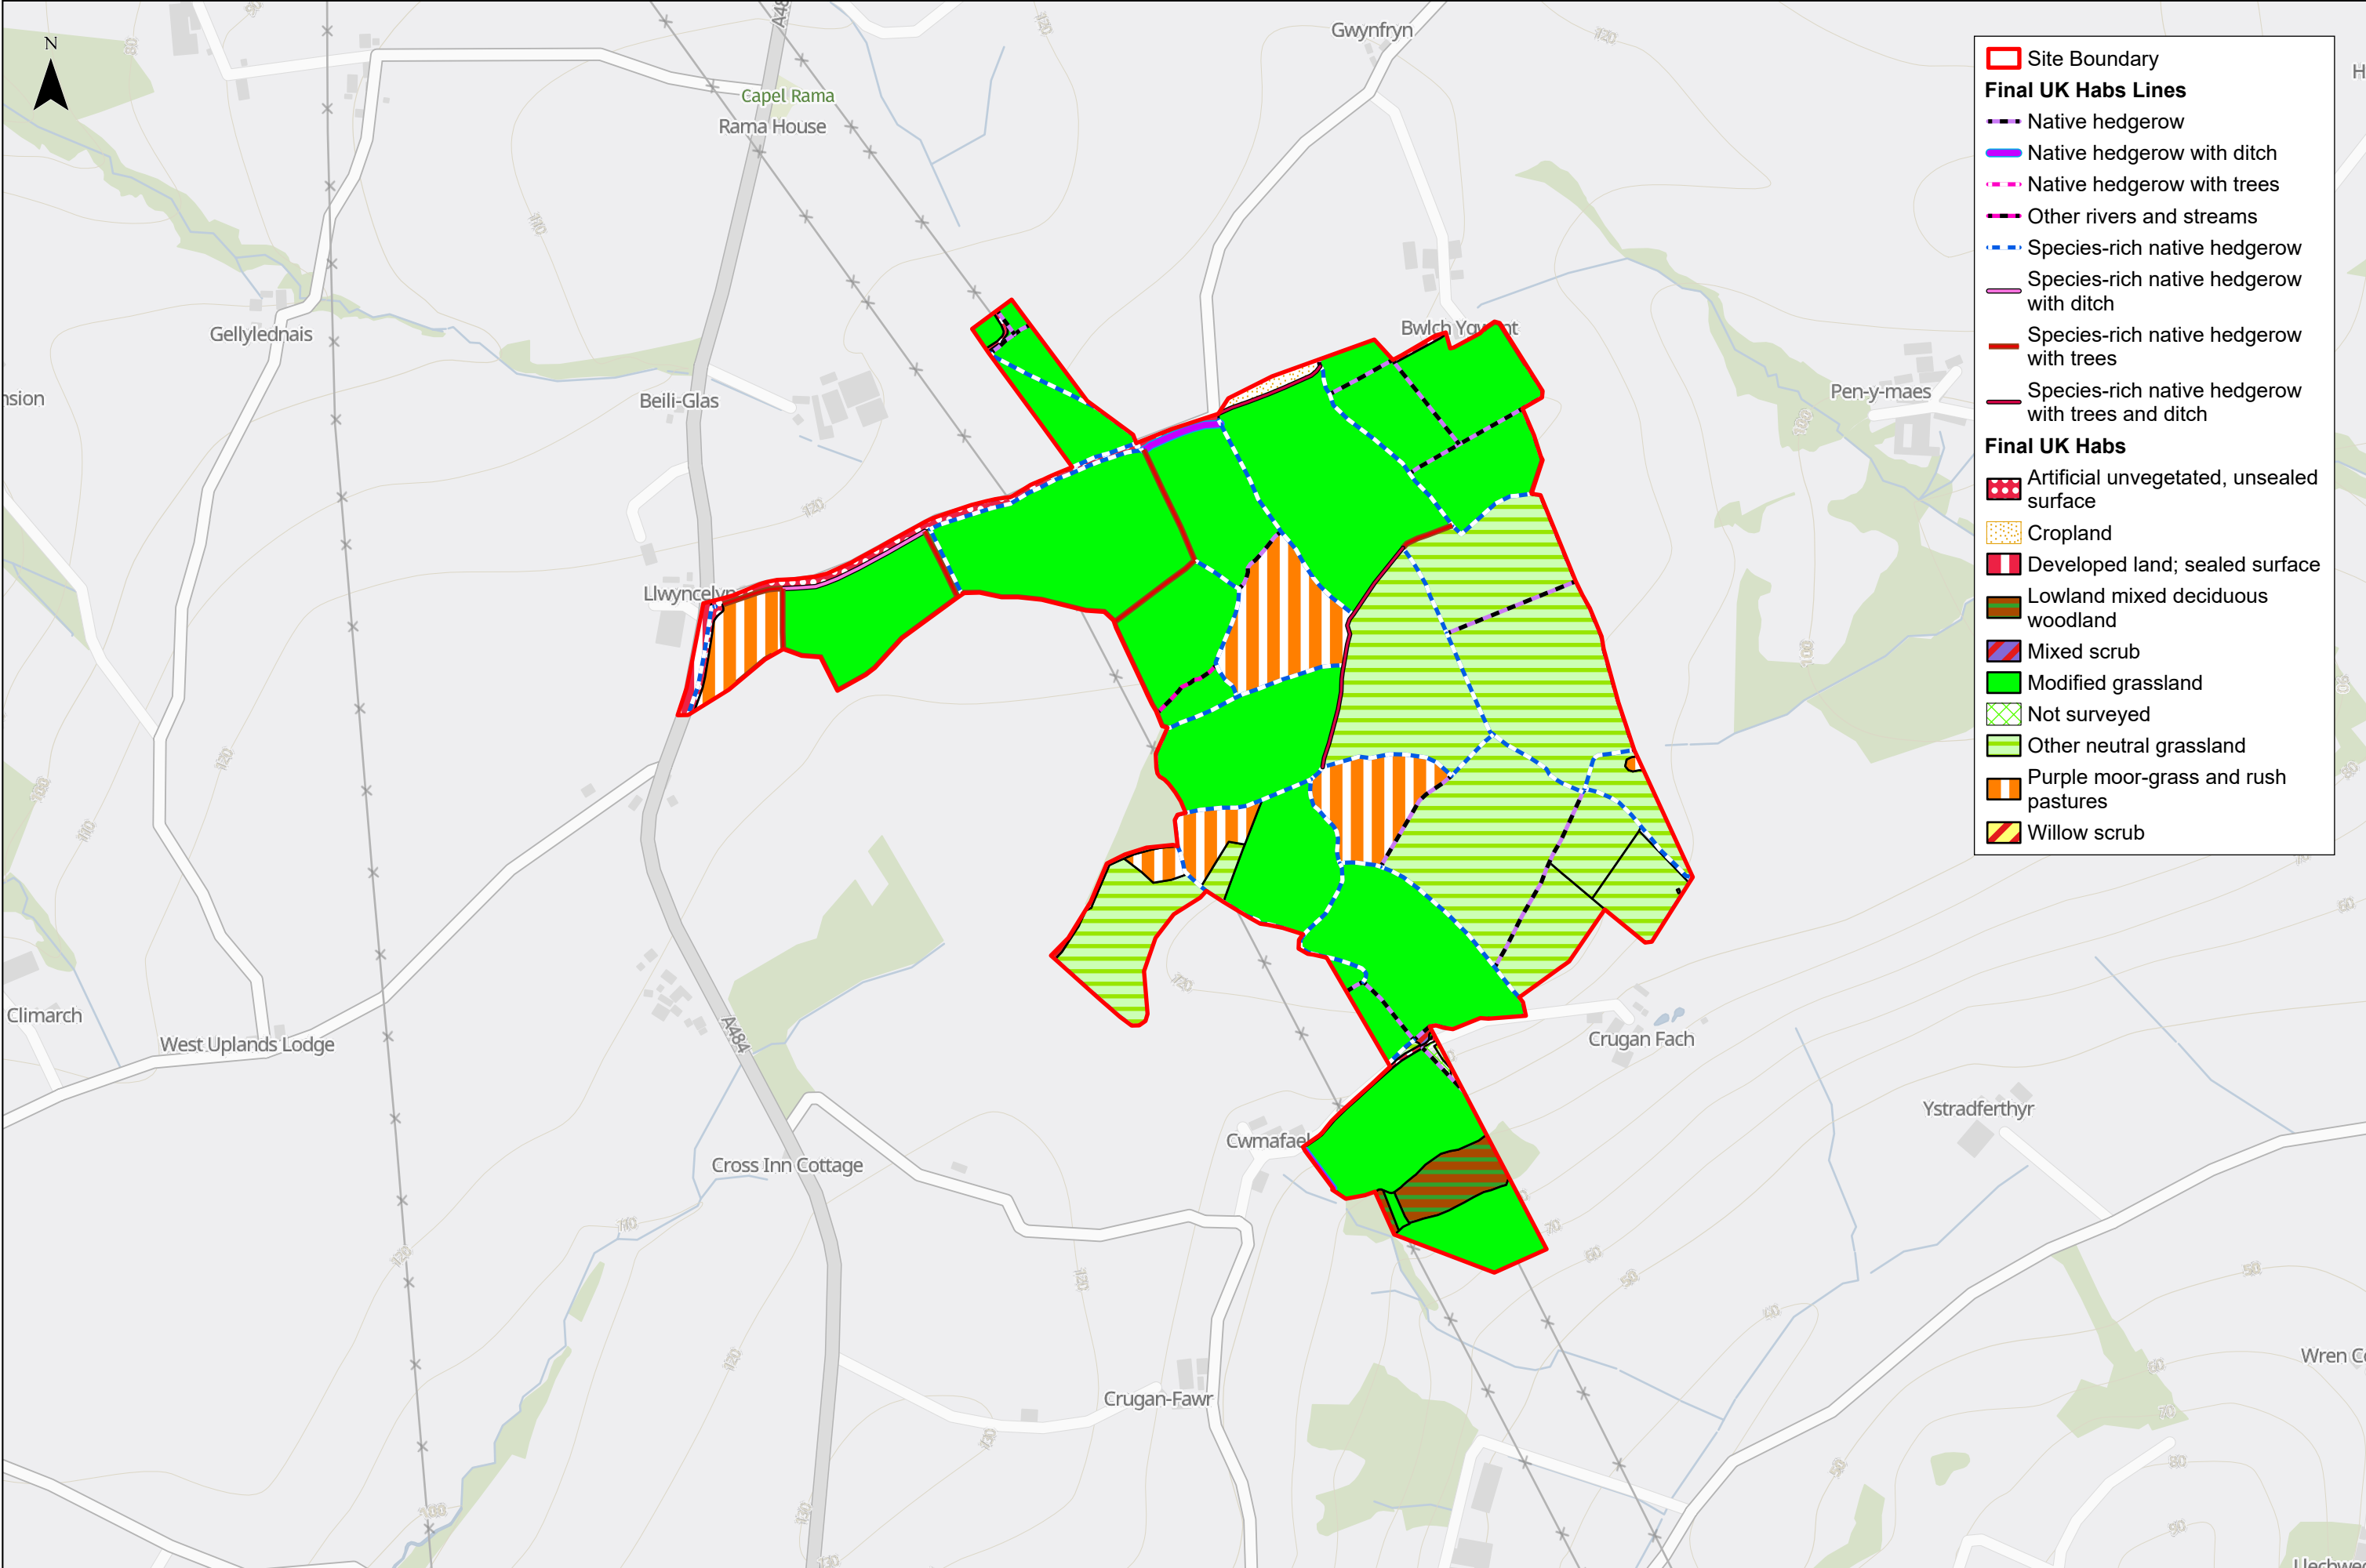 Gwynfryn
N
Capel Rama
Rama House
Gellylednais
Beili-Glas
Pen-y-maes
Llwyncelyn
Climarch
West Uplands Lodge
A484
Crugan Fach
Ystradferthyr
Cwmafael
Cross Inn Cottage
Crugan-Fawr
Site Boundary
Final UK Habs Lines
Native hedgerow
Native hedgerow with ditch
Native hedgerow with trees
Other rivers and streams
Species-rich native hedgerow
Species-rich native hedgerow
with ditch
Species-rich native hedgerow
with trees
Species-rich native hedgerow
with trees and ditch
Final UK Habs
Artificial unvegetated, unsealed
surface
Cropland
Developed land; sealed surface
Lowland mixed deciduous
woodland
Mixed scrub
Modified grassland
Not surveyed
Other neutral grassland
Purple moor-grass and rush
pastures
Willow scrub